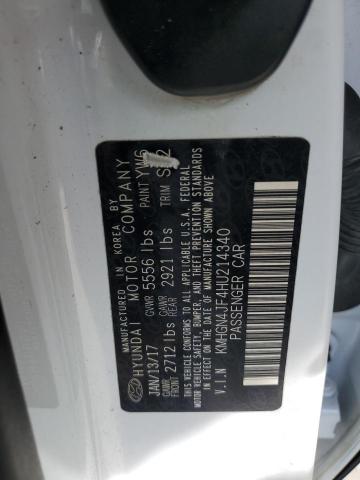 MADE IN KOREA BY
HYUNDAI MOTOR COMPANY
JAN/13/17 GVWR 5556 lbs PAINT YW6
GAWR FRONT 2712 lbs GAWR REAR 2921 lbs TRIM
THIS VEHICLE CONFORMS TO ALL APPLICABLE U.S.A. FEDERAL
MOTOR VEHICLE SAFETY, BUMPER, AND THEFT PREVENTION STANDARDS
IN EFFECT ON THE DATE OF MANUFACTURE SHOWN ABOVE
V.I.N KMHGN4JF4HU214340
PASSENGER CAR